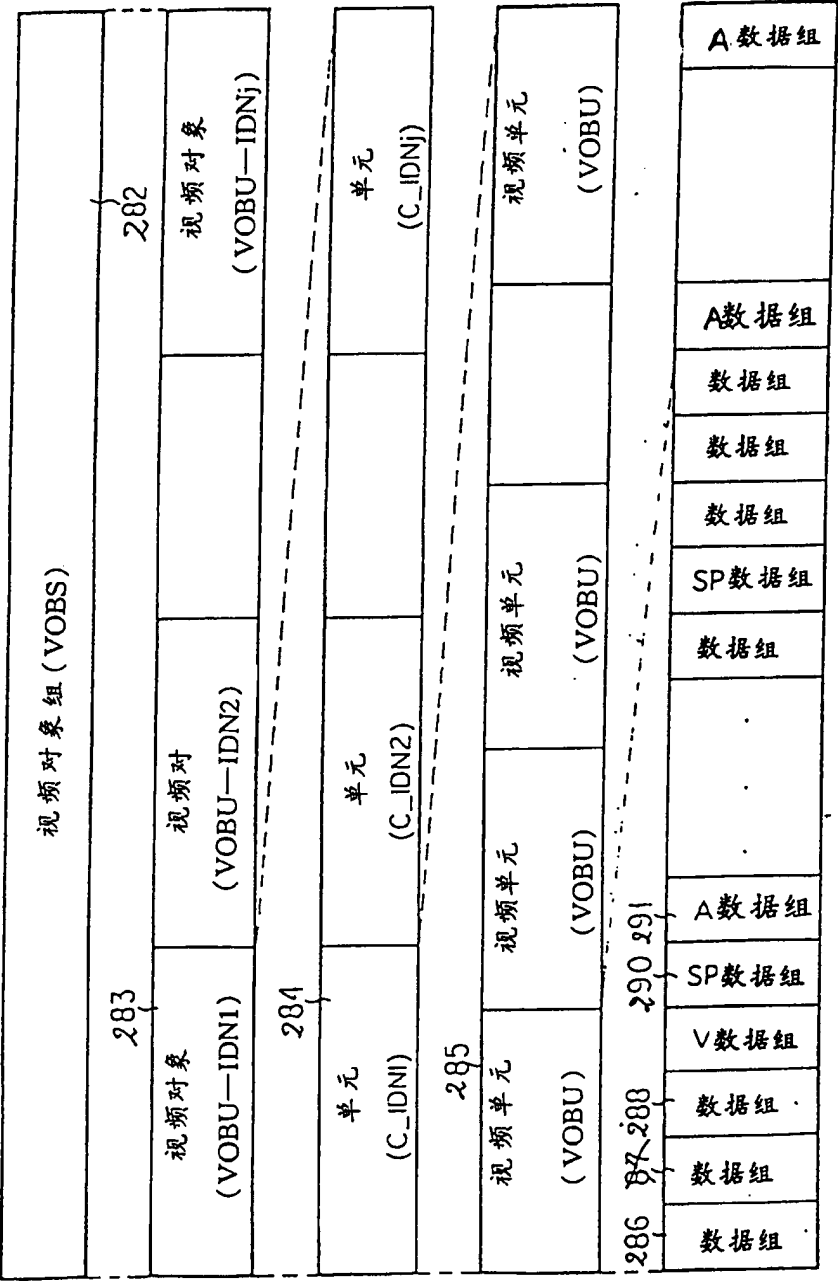 视频对象组(VOBS)
282
283
视频对象
(VOBU—IDN1)
视频对
(VOBU—IDN2)
视频对象
(VOBU—IDNj)
284
单元
(C_IDN1)
单元
(C_IDN2)
单元
(C_IDNj)
285
视频单元
(VOBU)
视频单元
(VOBU)
视频单元
(VOBU)
视频单元
(VOBU)
286
288
290
291
数据组
数据组
数据组
V数据组
SP数据组
A数据组
数据组
SP数据组
数据组
数据组
数据组
A数据组
A数据组